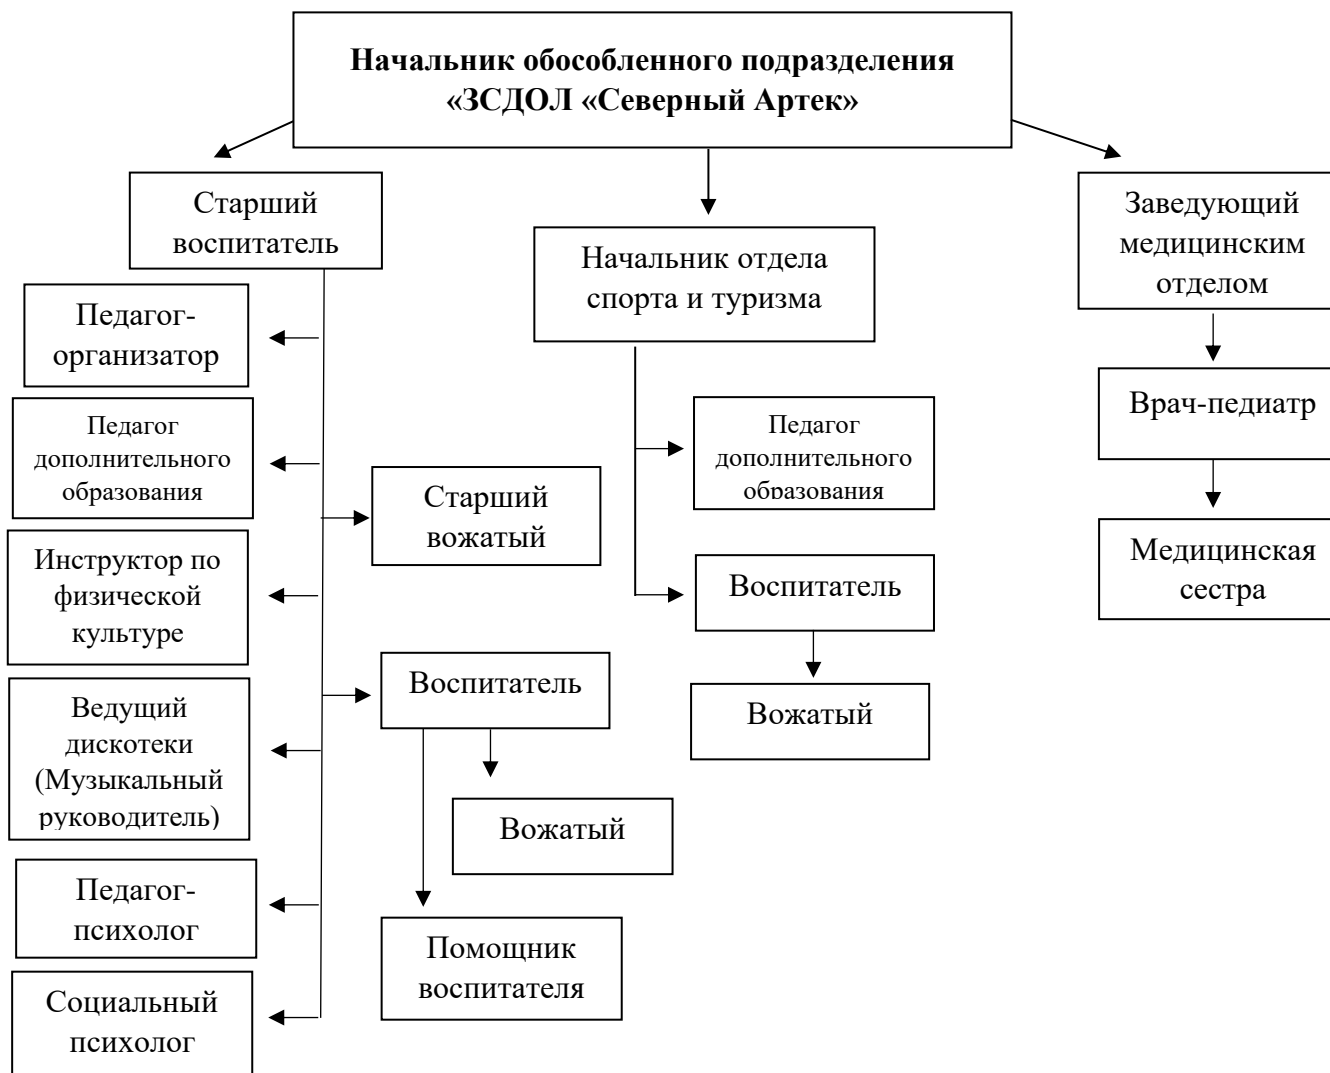 Начальник обособленного подразделения
«ЗСДОЛ «Северный Артек»
Старший
воспитатель
Начальник отдела
спорта и туризма
Заведующий
медицинским
отделом
Педагог-
организатор
Педагог
дополнительного
образования
Инструктор по
физической
культуре
Ведущий
дискотеки
(Музыкальный
руководитель)
Педагог-
психолог
Социальный
психолог
Старший
вожатый
Воспитатель
Вожатый
Помощник
воспитателя
Педагог
дополнительного
образования
Воспитатель
Вожатый
Врач-педиатр
Медицинская
сестра